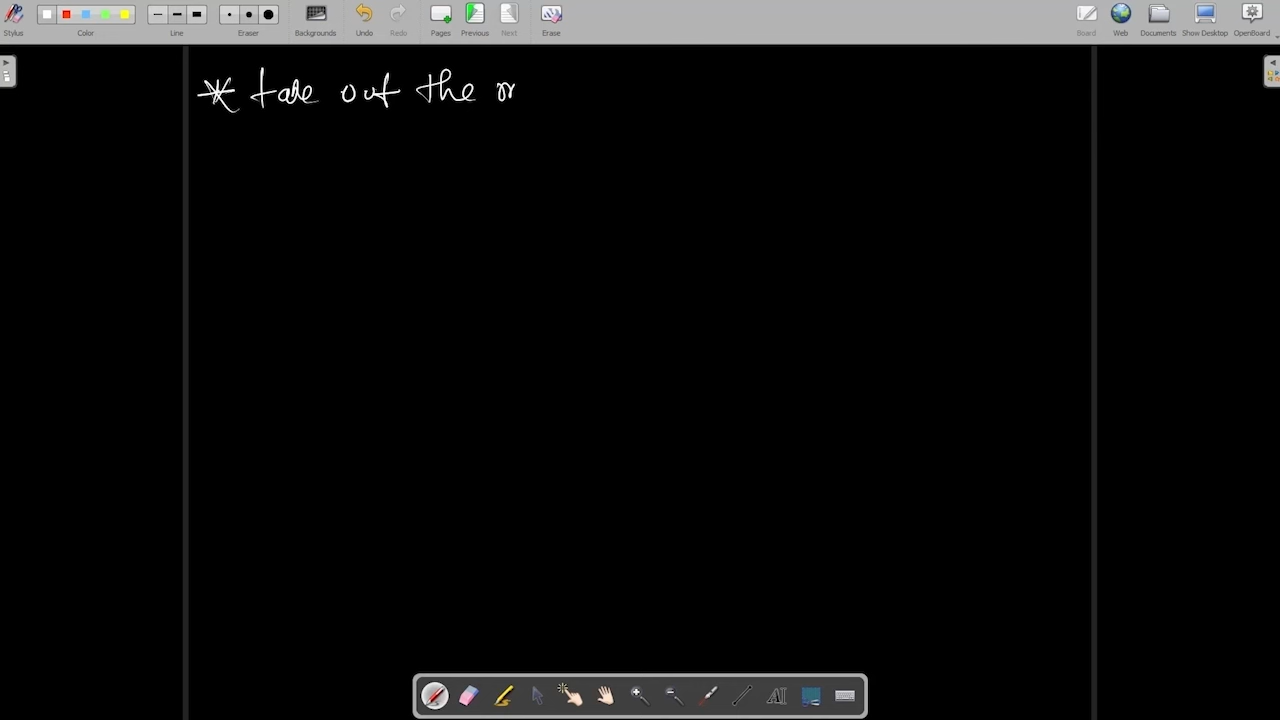 Stylus Color Line Eraser Backgrounds Undo Redo Pages Previous Next Erase Board Web Documents Show Desktop OpenBoard
* take out the